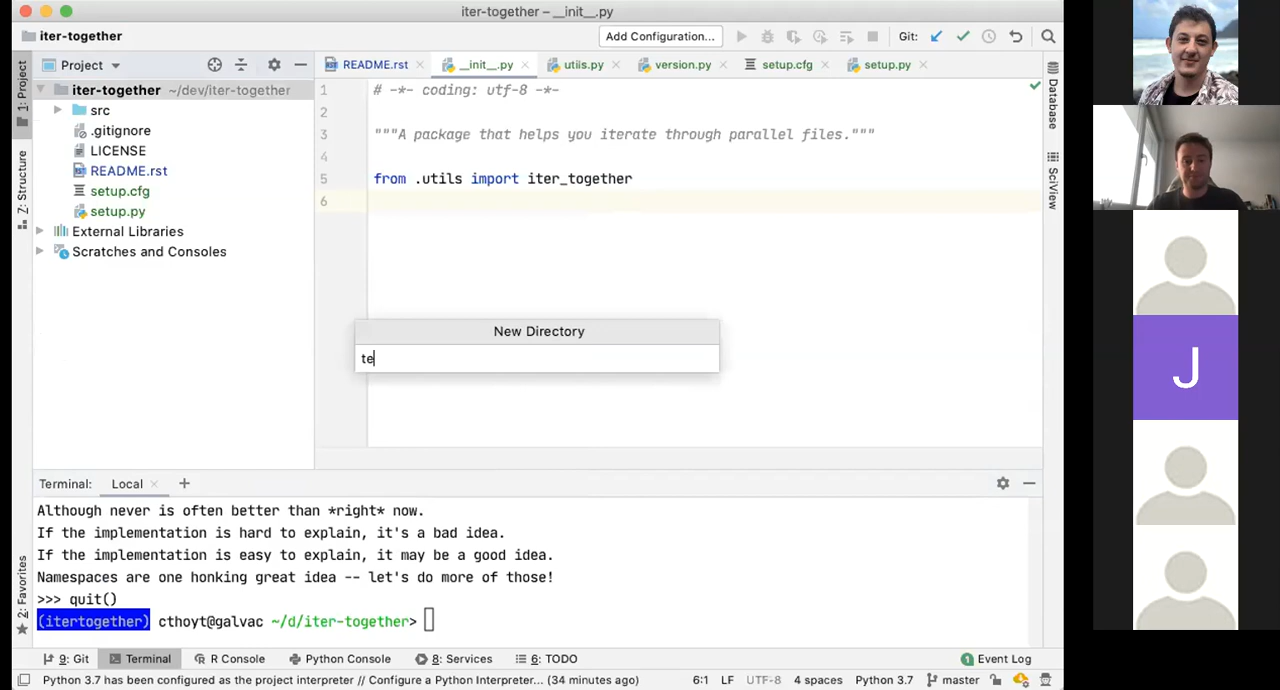 iter-together – __init__.py
iter-together
Add Configuration...
Git:
1: Project
Z: Structure
2: Favorites
Project
README.rst
__init__.py
utils.py
version.py
setup.cfg
setup.py
iter-together ~/dev/iter-together
src
.gitignore
LICENSE
README.rst
setup.cfg
setup.py
External Libraries
Scratches and Consoles
1 # -*- coding: utf-8 -*-
2
3 """A package that helps you iterate through parallel files."""
4
5 from .utils import iter_together
6
Database
SciView
New Directory
te
Terminal: Local +
Although never is often better than *right* now.
If the implementation is hard to explain, it's a bad idea.
If the implementation is easy to explain, it may be a good idea.
Namespaces are one honking great idea -- let's do more of those!
>>> quit()
(itertogether) cthoyt@galvac ~/d/iter-together>
9: Git
Terminal
R Console
Python Console
8: Services
6: TODO
1 Event Log
Python 3.7 has been configured as the project interpreter // Configure a Python Interpreter... (34 minutes ago)
6:1 LF UTF-8 4 spaces Python 3.7 master
J